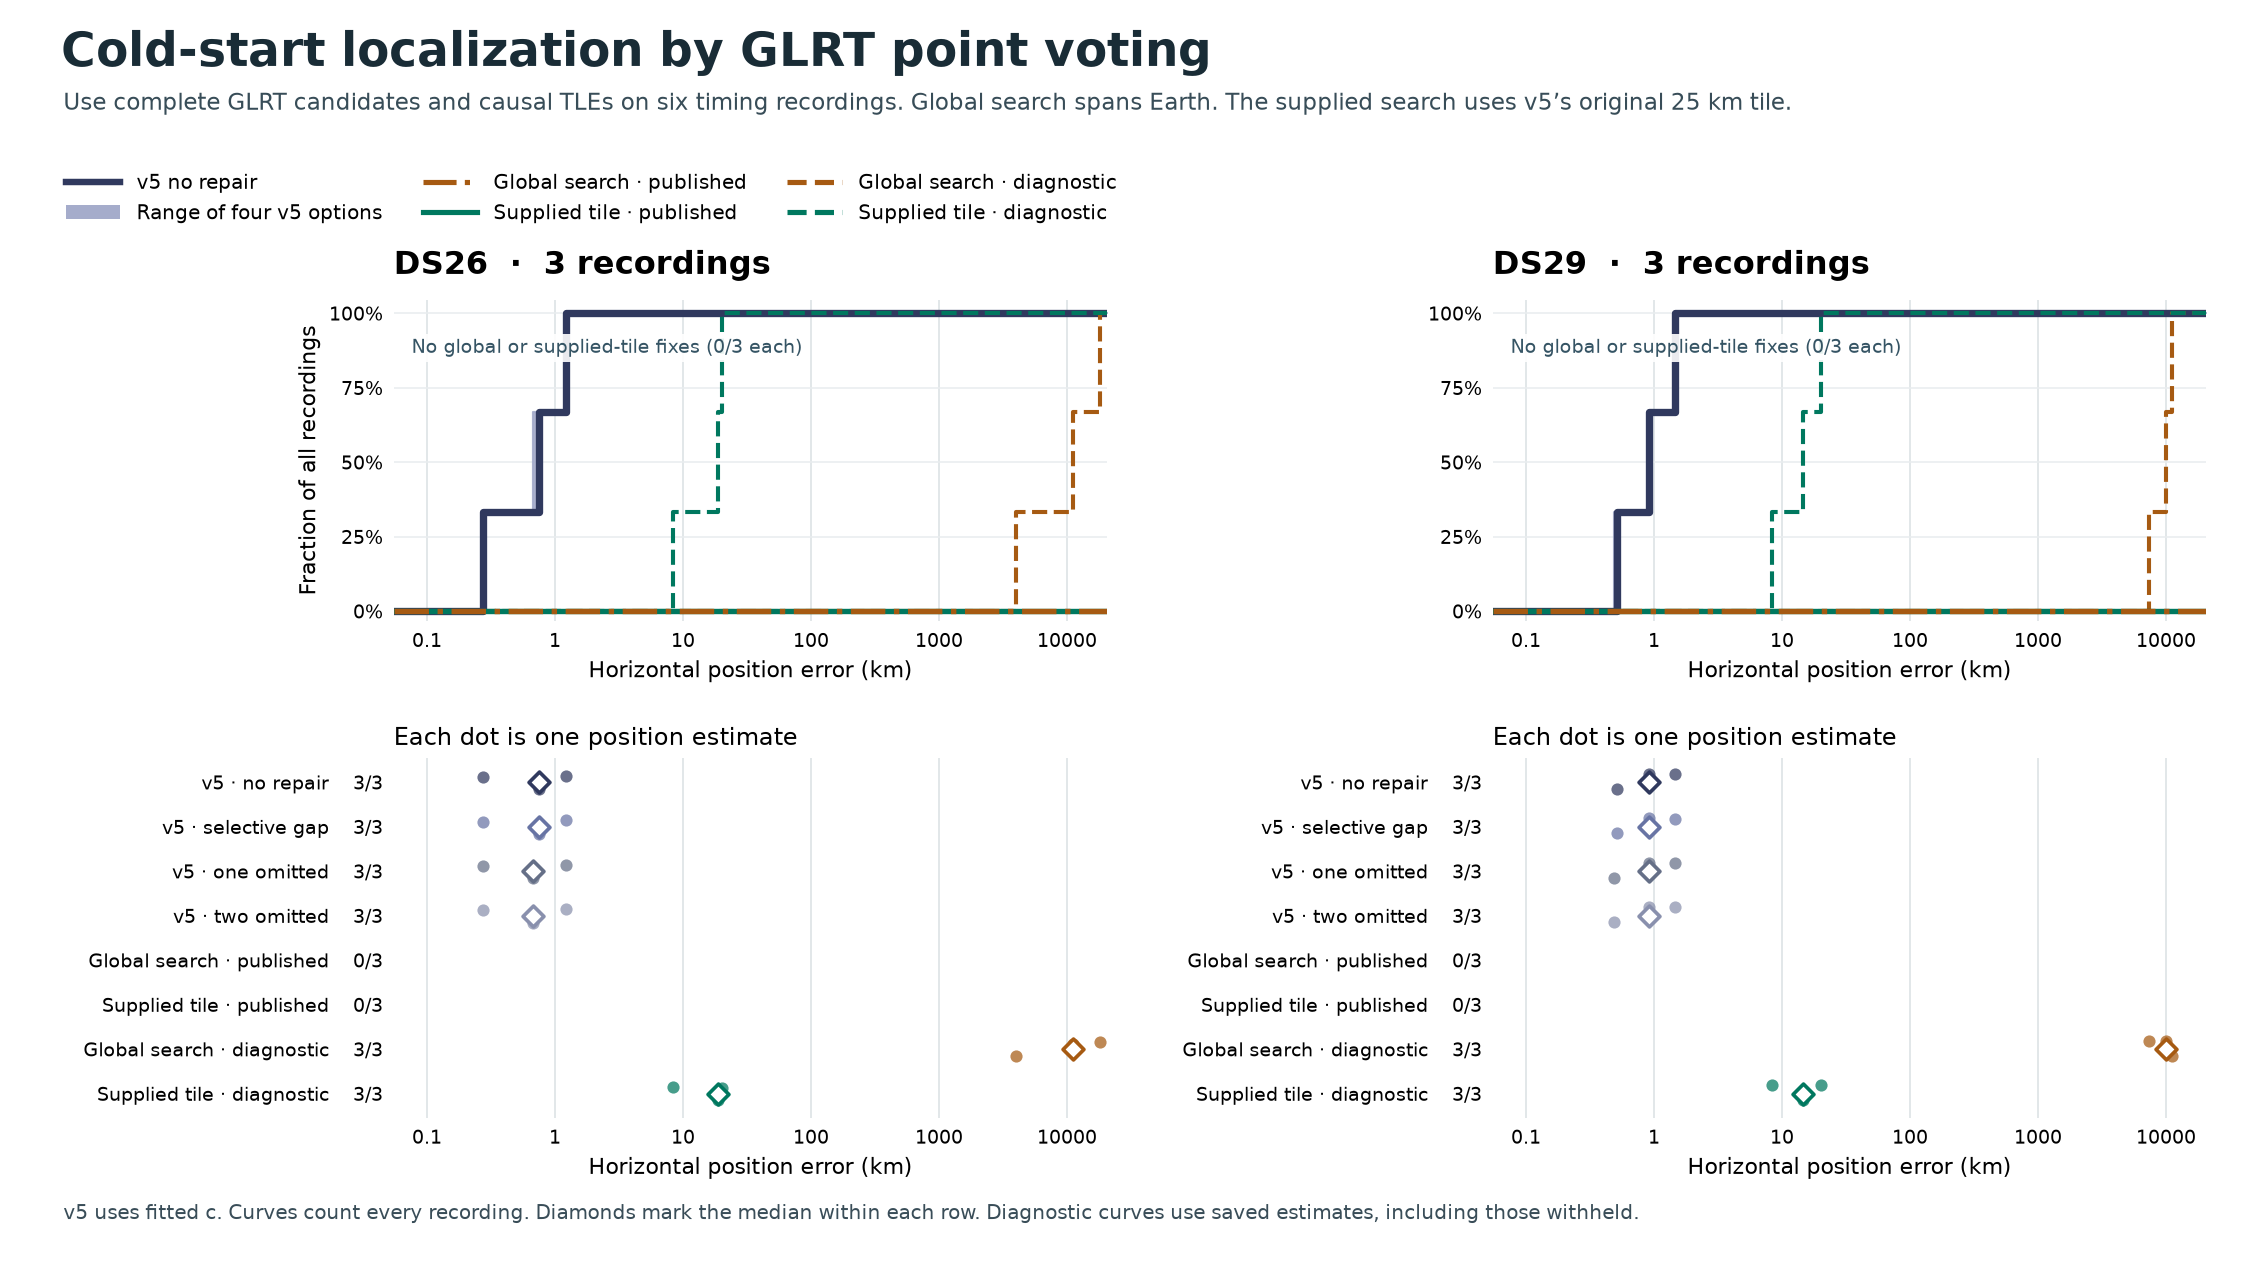 Cold-start localization by GLRT point voting
Use complete GLRT candidates and causal TLEs on six timing recordings. Global search spans Earth. The supplied search uses v5’s original 25 km tile.
v5 no repair
Range of four v5 options
Global search · published
Supplied tile · published
Global search · diagnostic
Supplied tile · diagnostic
DS26 · 3 recordings
Fraction of all recordings
100%
75%
50%
25%
0%
No global or supplied-tile fixes (0/3 each)
0.1 1 10 100 1000 10000
Horizontal position error (km)
DS29 · 3 recordings
100%
75%
50%
25%
0%
No global or supplied-tile fixes (0/3 each)
0.1 1 10 100 1000 10000
Horizontal position error (km)
Each dot is one position estimate
v5 · no repair 3/3
v5 · selective gap 3/3
v5 · one omitted 3/3
v5 · two omitted 3/3
Global search · published 0/3
Supplied tile · published 0/3
Global search · diagnostic 3/3
Supplied tile · diagnostic 3/3
0.1 1 10 100 1000 10000
Horizontal position error (km)
Each dot is one position estimate
v5 · no repair 3/3
v5 · selective gap 3/3
v5 · one omitted 3/3
v5 · two omitted 3/3
Global search · published 0/3
Supplied tile · published 0/3
Global search · diagnostic 3/3
Supplied tile · diagnostic 3/3
0.1 1 10 100 1000 10000
Horizontal position error (km)
v5 uses fitted c. Curves count every recording. Diamonds mark the median within each row. Diagnostic curves use saved estimates, including those withheld.